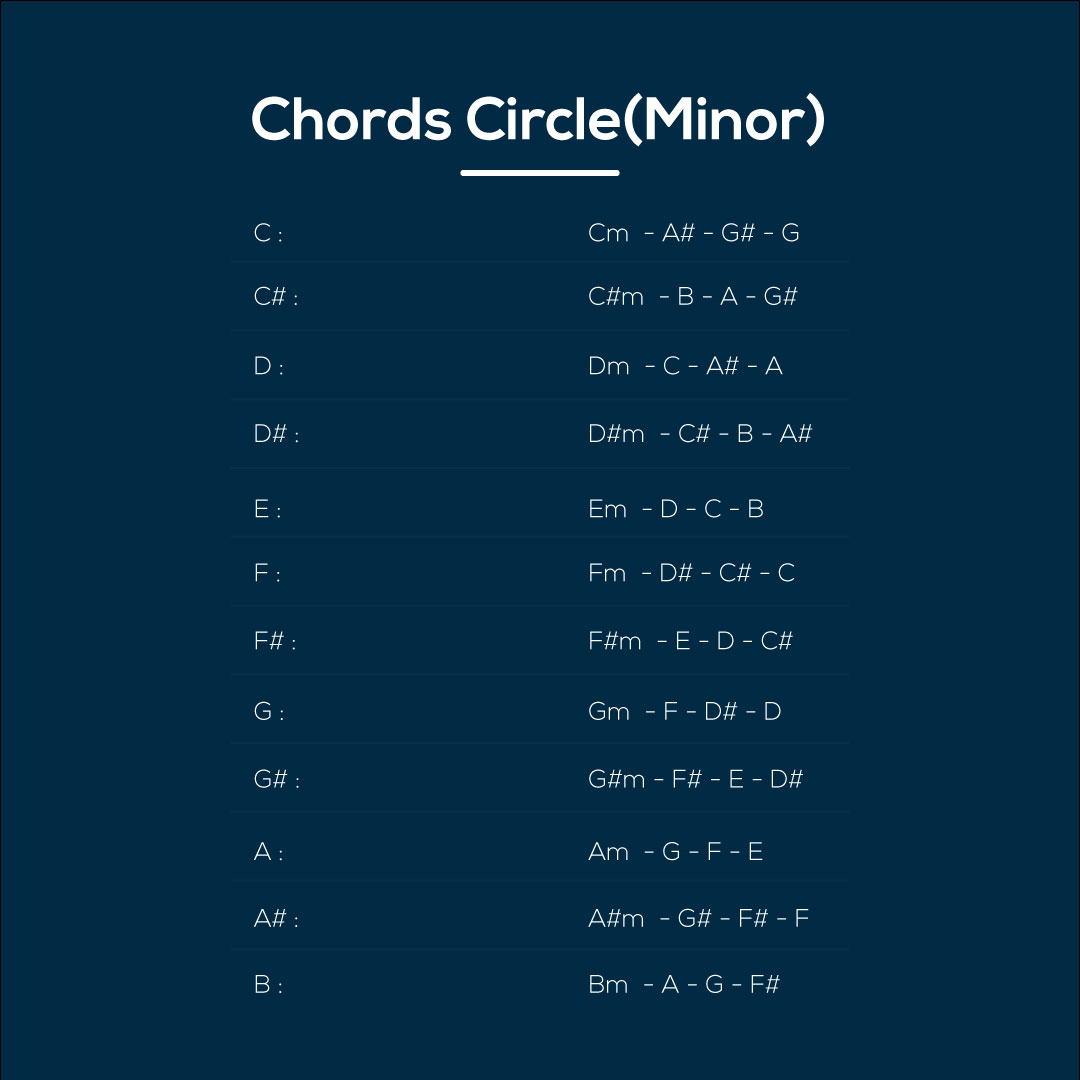 Chords Circle(Minor)
C : Cm - A# - G# - G
C# : C#m - B - A - G#
D : Dm - C - A# - A
D# : D#m - C# - B - A#
E : Em - D - C - B
F : Fm - D# - C# - C
F# : F#m - E - D - C#
G : Gm - F - D# - D
G# : G#m - F# - E - D#
A : Am - G - F - E
A# : A#m - G# - F# - F
B : Bm - A - G - F#